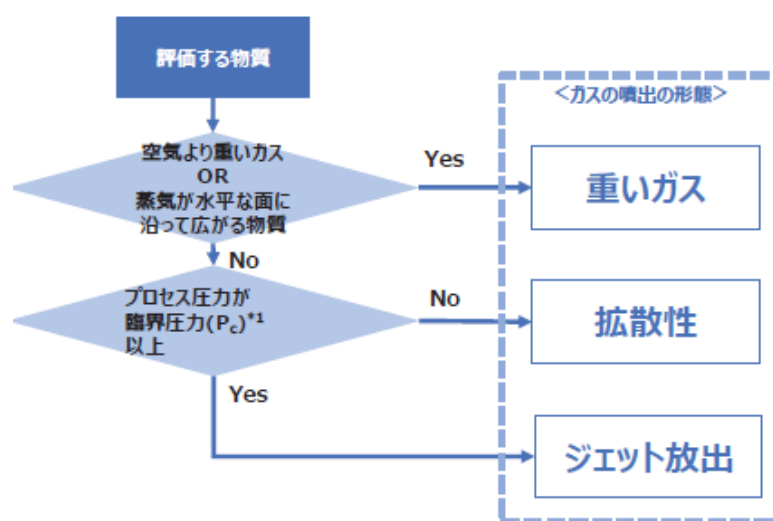 評価する物質
<ガスの噴出の形態>
空気より重いガス
OR
蒸気が水平な面に
沿って広がる物質
Yes
重いガス
No
プロセス圧力が
臨界圧力(Pc)*1
以上
No
拡散性
Yes
ジェット放出